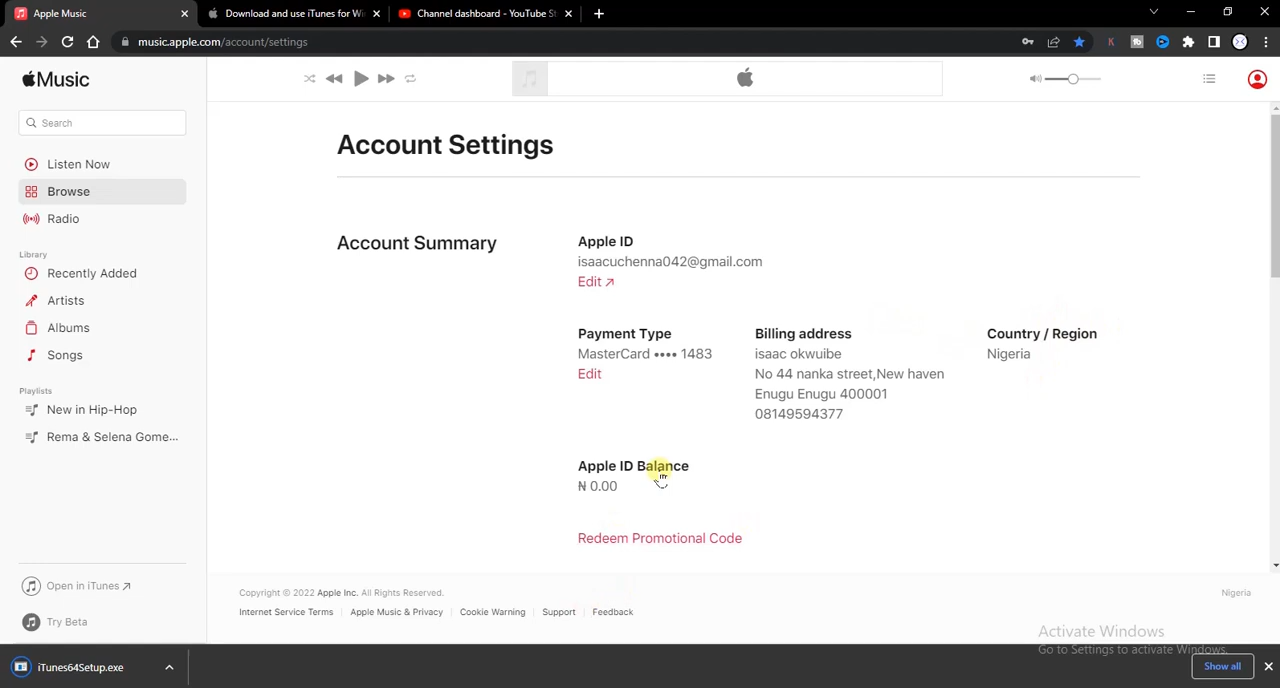 Apple Music
Download and use iTunes for Wi
Channel dashboard - YouTube St
music.apple.com/account/settings
Music
Search
Listen Now
Browse
Radio
Library
Recently Added
Artists
Albums
Songs
Playlists
New in Hip-Hop
Rema & Selena Gome...
Open in iTunes ↗
Try Beta
Account Settings
Account Summary
Apple ID
isaacuchenna042@gmail.com
Edit ↗
Payment Type
MasterCard •••• 1483
Edit
Billing address
isaac okwuibe
No 44 nanka street,New haven
Enugu Enugu 400001
08149594377
Country / Region
Nigeria
Apple ID Balance
₦ 0.00
Redeem Promotional Code
Copyright © 2022 Apple Inc. All Rights Reserved.
Nigeria
Internet Service Terms
Apple Music & Privacy
Cookie Warning
Support
Feedback
Activate Windows
Go to Settings to activate Windows.
iTunes64Setup.exe
Show all